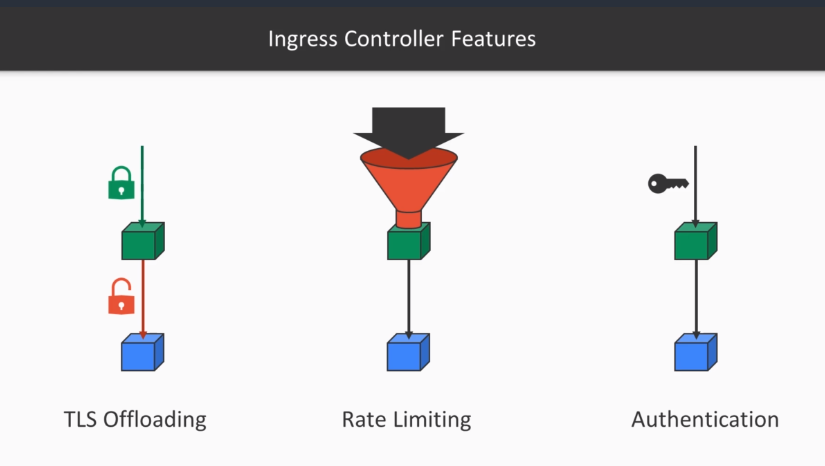 Ingress Controller Features
TLS Offloading
Rate Limiting
Authentication